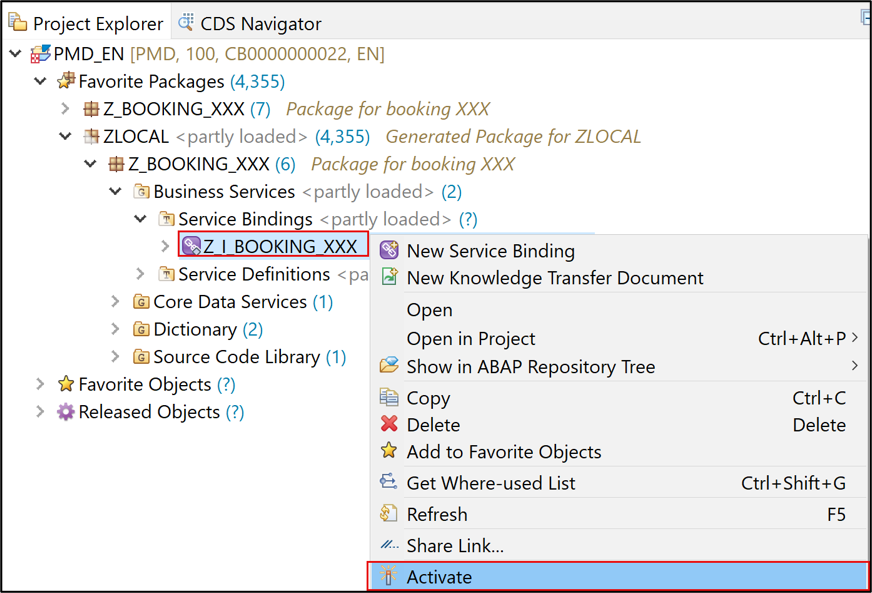 Project Explorer CDS Navigator
PMD_EN [PMD, 100, CB0000000022, EN]
Favorite Packages (4,355)
Z_BOOKING_XXX (7) Package for booking XXX
ZLOCAL <partly loaded> (4,355) Generated Package for ZLOCAL
Z_BOOKING_XXX (6) Package for booking XXX
Business Services <partly loaded> (2)
Service Bindings <partly loaded> (?)
Z_I_BOOKING_XXX
Service Definitions <pa
Core Data Services (1)
Dictionary (2)
Source Code Library (1)
Favorite Objects (?)
Released Objects (?)
New Service Binding
New Knowledge Transfer Document
Open
Open in Project Ctrl+Alt+P
Show in ABAP Repository Tree
Copy Ctrl+C
Delete Delete
Add to Favorite Objects
Get Where-used List Ctrl+Shift+G
Refresh F5
Share Link...
Activate